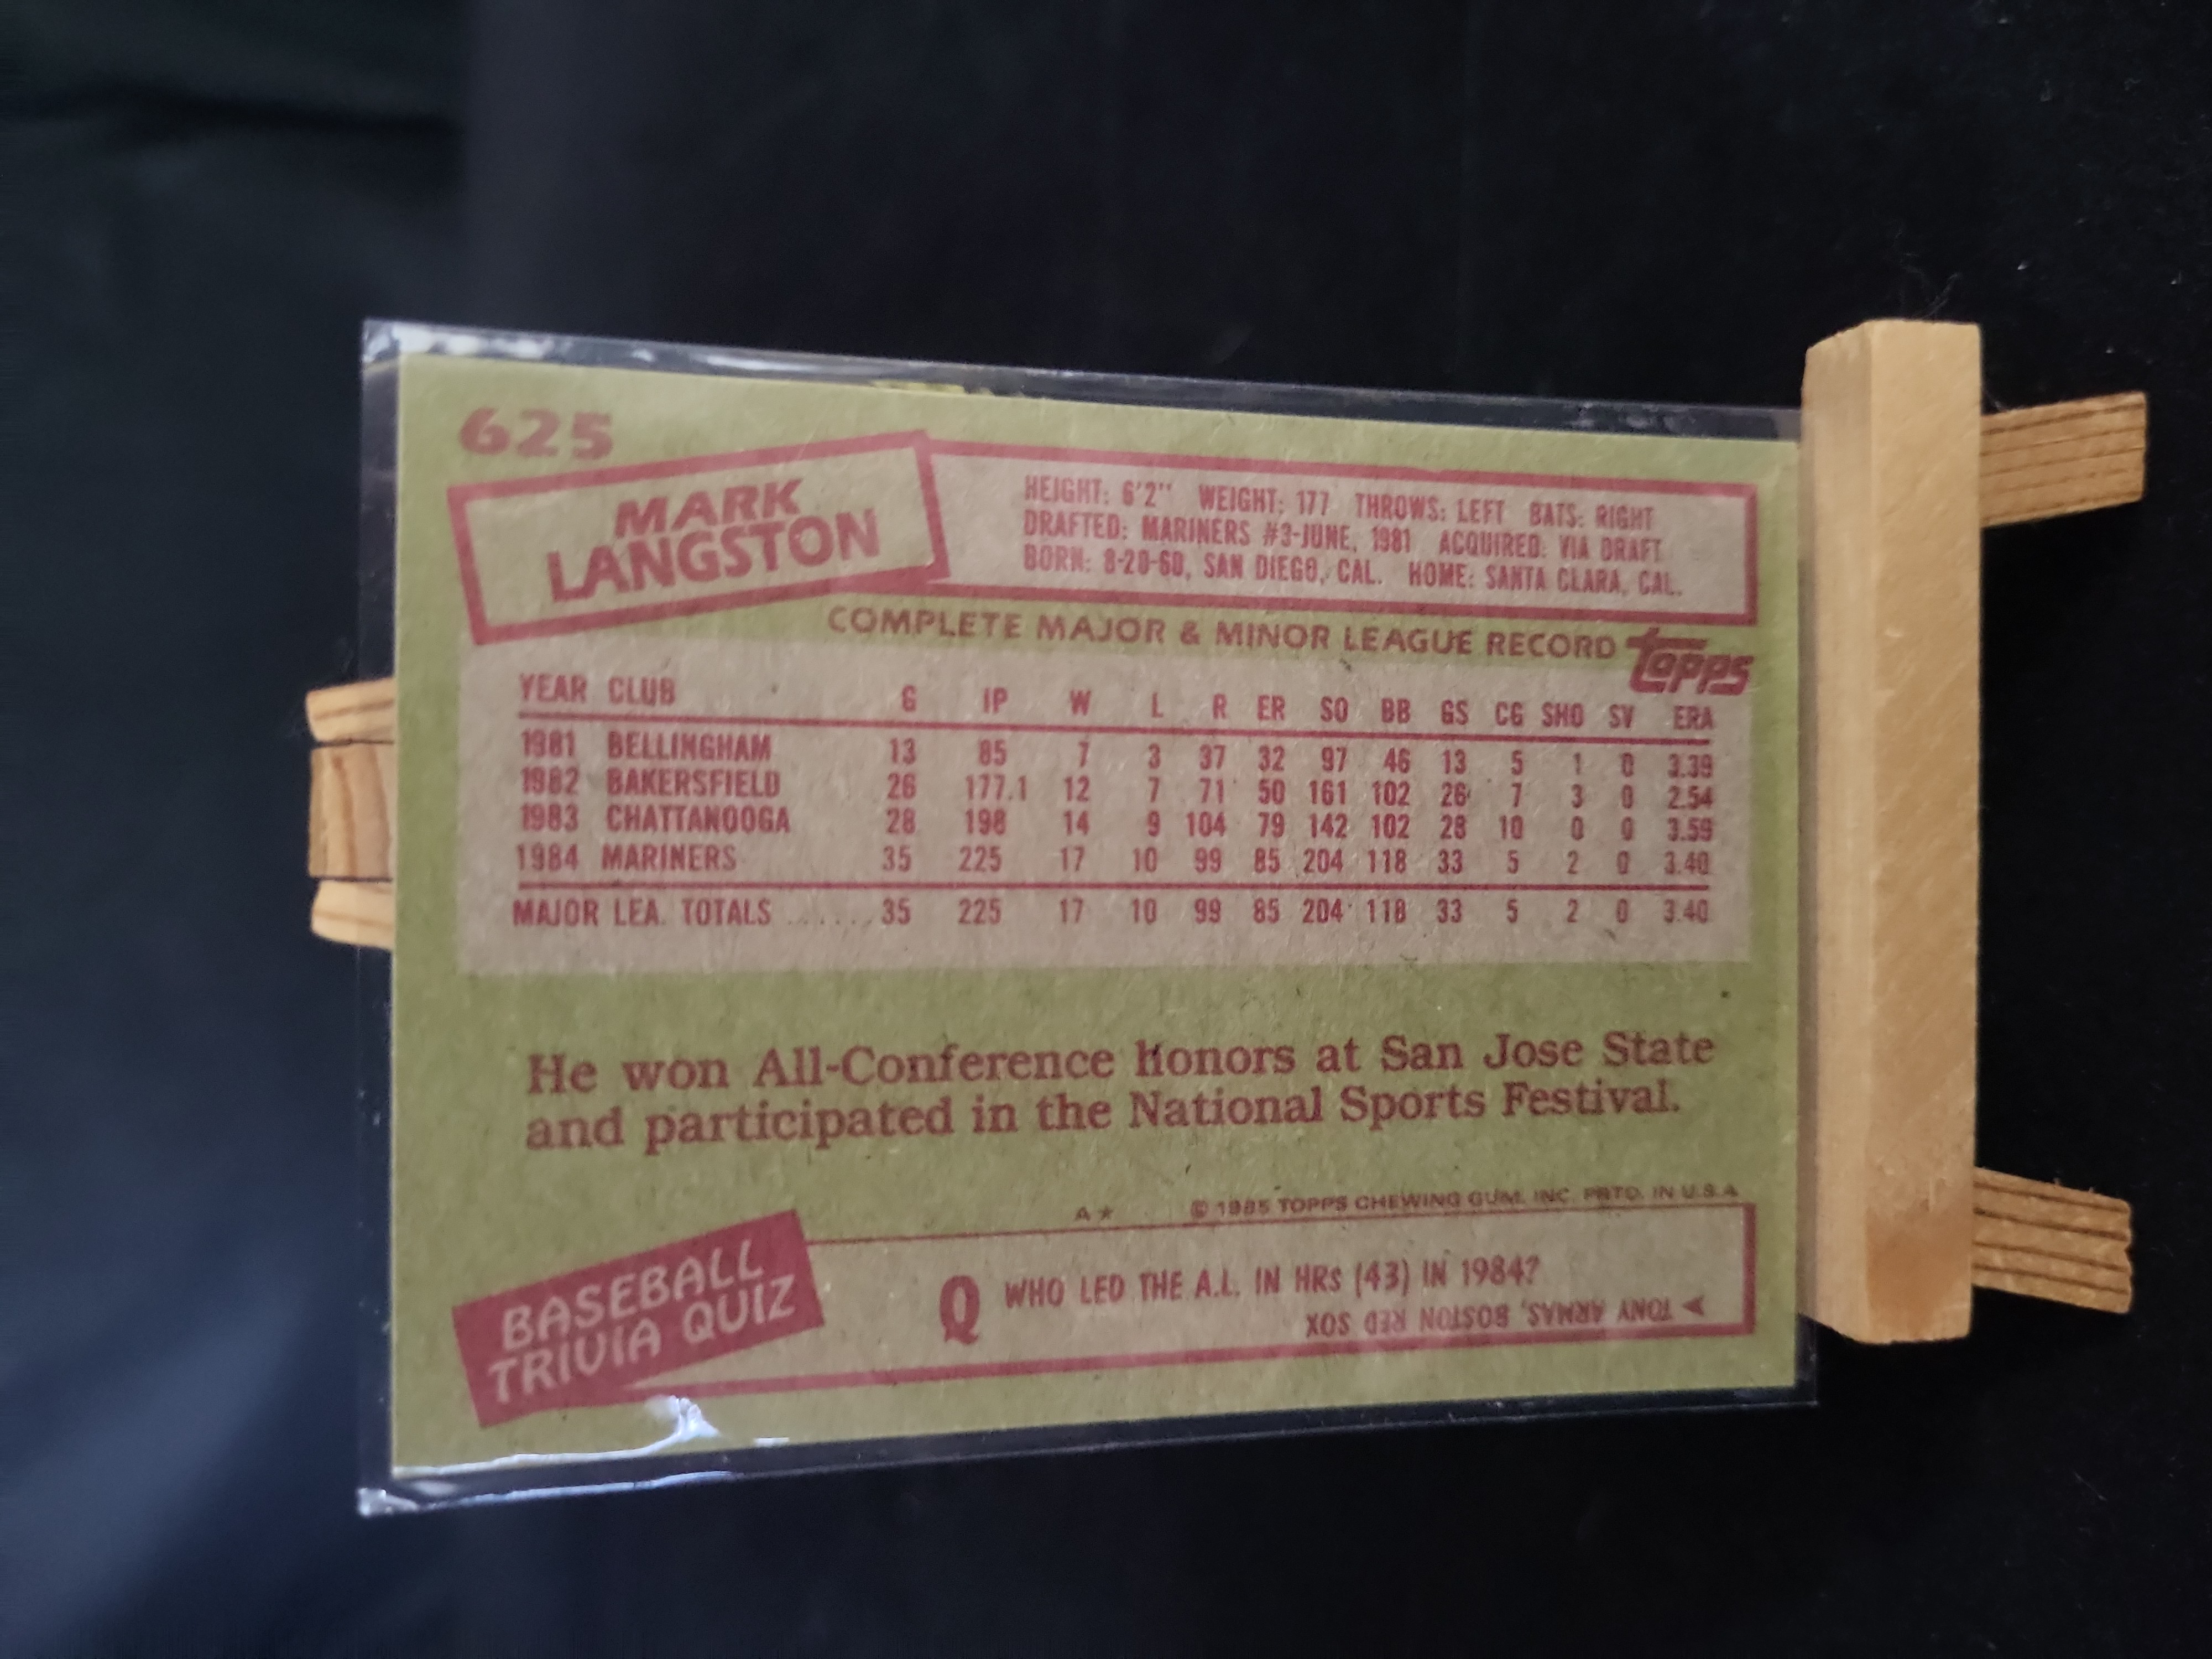 625
MARK
LANGSTON
HEIGHT: 6'2" WEIGHT: 177 THROWS: LEFT BATS: RIGHT
DRAFTED: MARINERS #3-JUNE, 1981 ACQUIRED: VIA DRAFT
BORN: 8-20-60, SAN DIEGO, CAL. HOME: SANTA CLARA, CAL.
COMPLETE MAJOR & MINOR LEAGUE RECORD
topps
YEAR CLUB G IP W L R ER SO BB GS CG SHO SV ERA
1981 BELLINGHAM 13 85 7 3 37 32 97 46 13 5 1 0 3.39
1982 BAKERSFIELD 26 177.1 12 7 71 50 161 102 26 7 3 0 2.54
1983 CHATTANOOGA 28 198 14 9 104 79 142 102 28 10 0 0 3.59
1984 MARINERS 35 225 17 10 99 85 204 118 33 5 2 0 3.40
MAJOR LEA. TOTALS ....... 35 225 17 10 99 85 204 118 33 5 2 0 3.40
He won All-Conference honors at San Jose State
and participated in the National Sports Festival.
A★ © 1985 TOPPS CHEWING GUM, INC. PRTD. IN U.S.A
BASEBALL
TRIVIA QUIZ
Q WHO LED THE A.L. IN HRS (43) IN 1984?
TONY ARMAS, BOSTON RED SOX